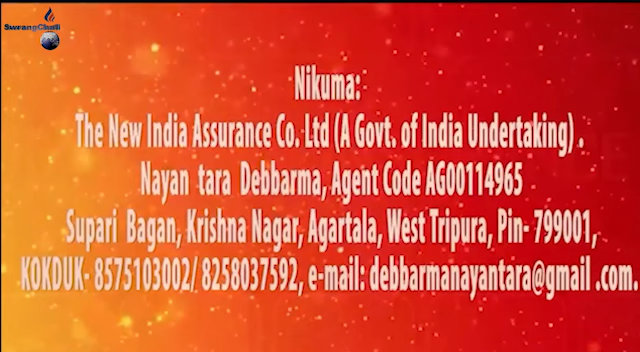 SwrangChati
Nikuma:
The New India Assurance Co. Ltd (A Govt. of India Undertaking) .
Nayan tara Debbarma, Agent Code AG00114965
Supari Bagan, Krishna Nagar, Agartala, West Tripura, Pin- 799001,
KOKDUK- 8575103002/ 8258037592, e-mail: debbarmanayantara@gmail .com.